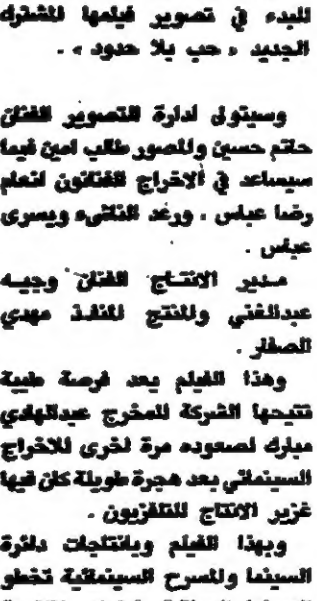 للبدء في تصوير فيلمها المشترك
الجديد « حب بلا حدود » .
وسيتولى ادارة التصوير الفنان
حاتم حسين والمصور طالب امين فيما
سيساعد في الاخراج الفنانون انعام
رضا عباس . ورعد الناشيء ويسرى
عباس .
مدير الانتاج الفنان وجيه
عبدالغني والمنتج المنفذ مهدي
الصفار .
وهذا الفيلم يعد فرصة طيبة
تتيحها الشركة للمخرج عبدالهادي
مبارك لصعوده مرة اخرى للاخراج
السينمائي بعد هجرة طويلة كان فيها
غزير الانتاج للتلفزيون .
وبهذا الفيلم وبانتاجات دائرة
السينما والمسرح السينمائية تخطو